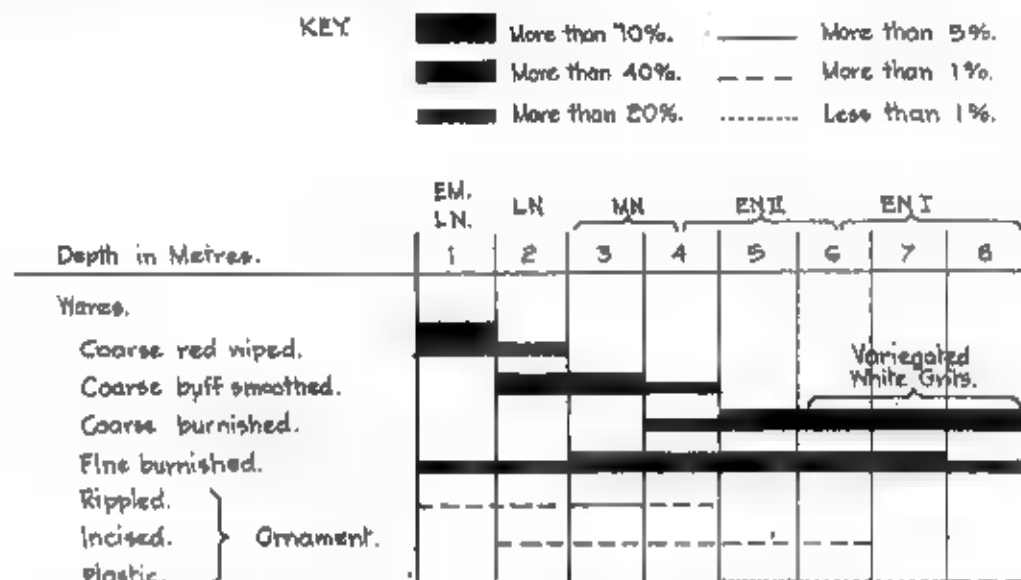 KEY
More than 70%. More than 5%.
More than 40%. More than 1%.
More than 20%. Less than 1%.
EM. LN. LN MN EN II EN I
Depth in Metres. 1 2 3 4 5 6 7 8
Wares.
Coarse red wiped.
Variegated
White Grits.
Coarse buff smoothed.
Coarse burnished.
Fine burnished.
Rippled.
Incised. Ornament.
Plastic.